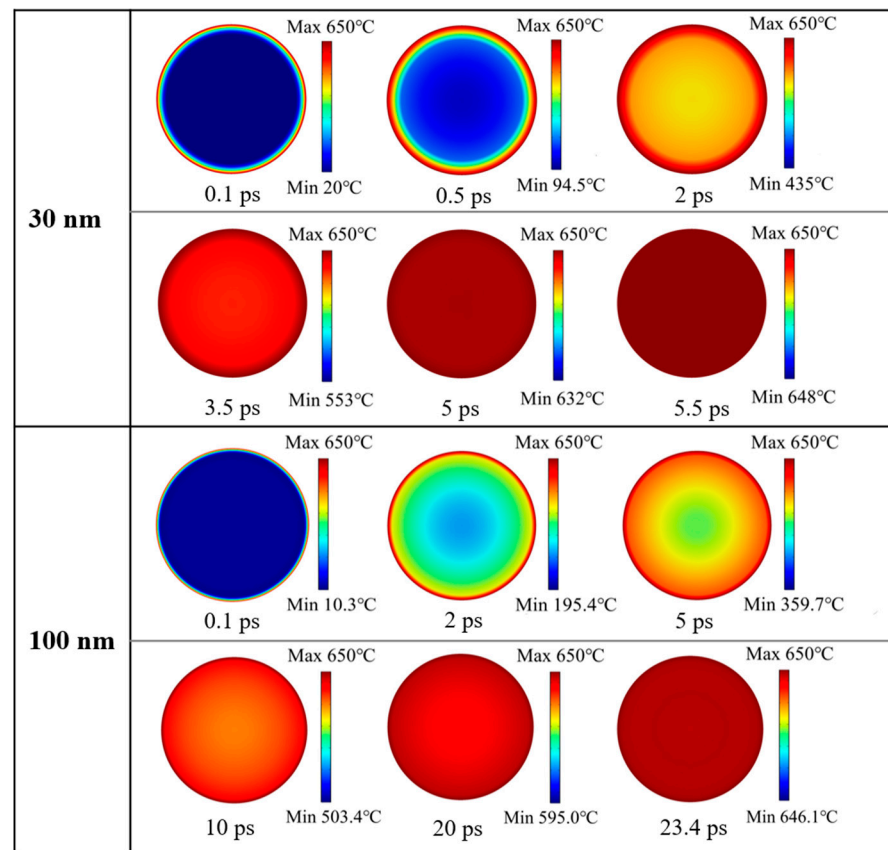 Max 650℃ Max 650℃ Max 650℃
Min 20℃ Min 94.5℃ Min 435℃
0.1 ps 0.5 ps 2 ps
30 nm
Max 650℃ Max 650℃ Max 650℃
Min 553℃ Min 632℃ Min 648℃
3.5 ps 5 ps 5.5 ps
Max 650℃ Max 650℃ Max 650℃
Min 10.3℃ Min 195.4℃ Min 359.7℃
0.1 ps 2 ps 5 ps
100 nm
Max 650℃ Max 650℃ Max 650℃
Min 503.4℃ Min 595.0℃ Min 646.1℃
10 ps 20 ps 23.4 ps